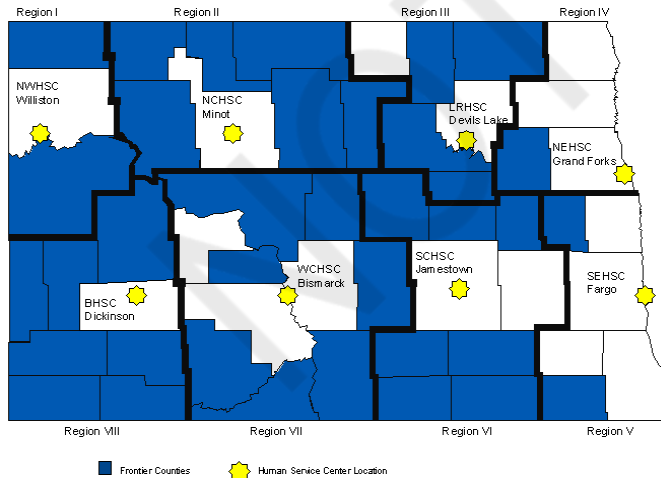 Region I
Region II
Region III
Region IV
NWHSC
Williston
NCHSC
Minot
LRHSC
Devils Lake
NEHSC
Grand Forks
WCHSC
Bismarck
SCHSC
Jamestown
SEHSC
Fargo
BHSC
Dickinson
Region VIII
Region VII
Region VI
Region V
Frontier Counties
Human Service Center Location